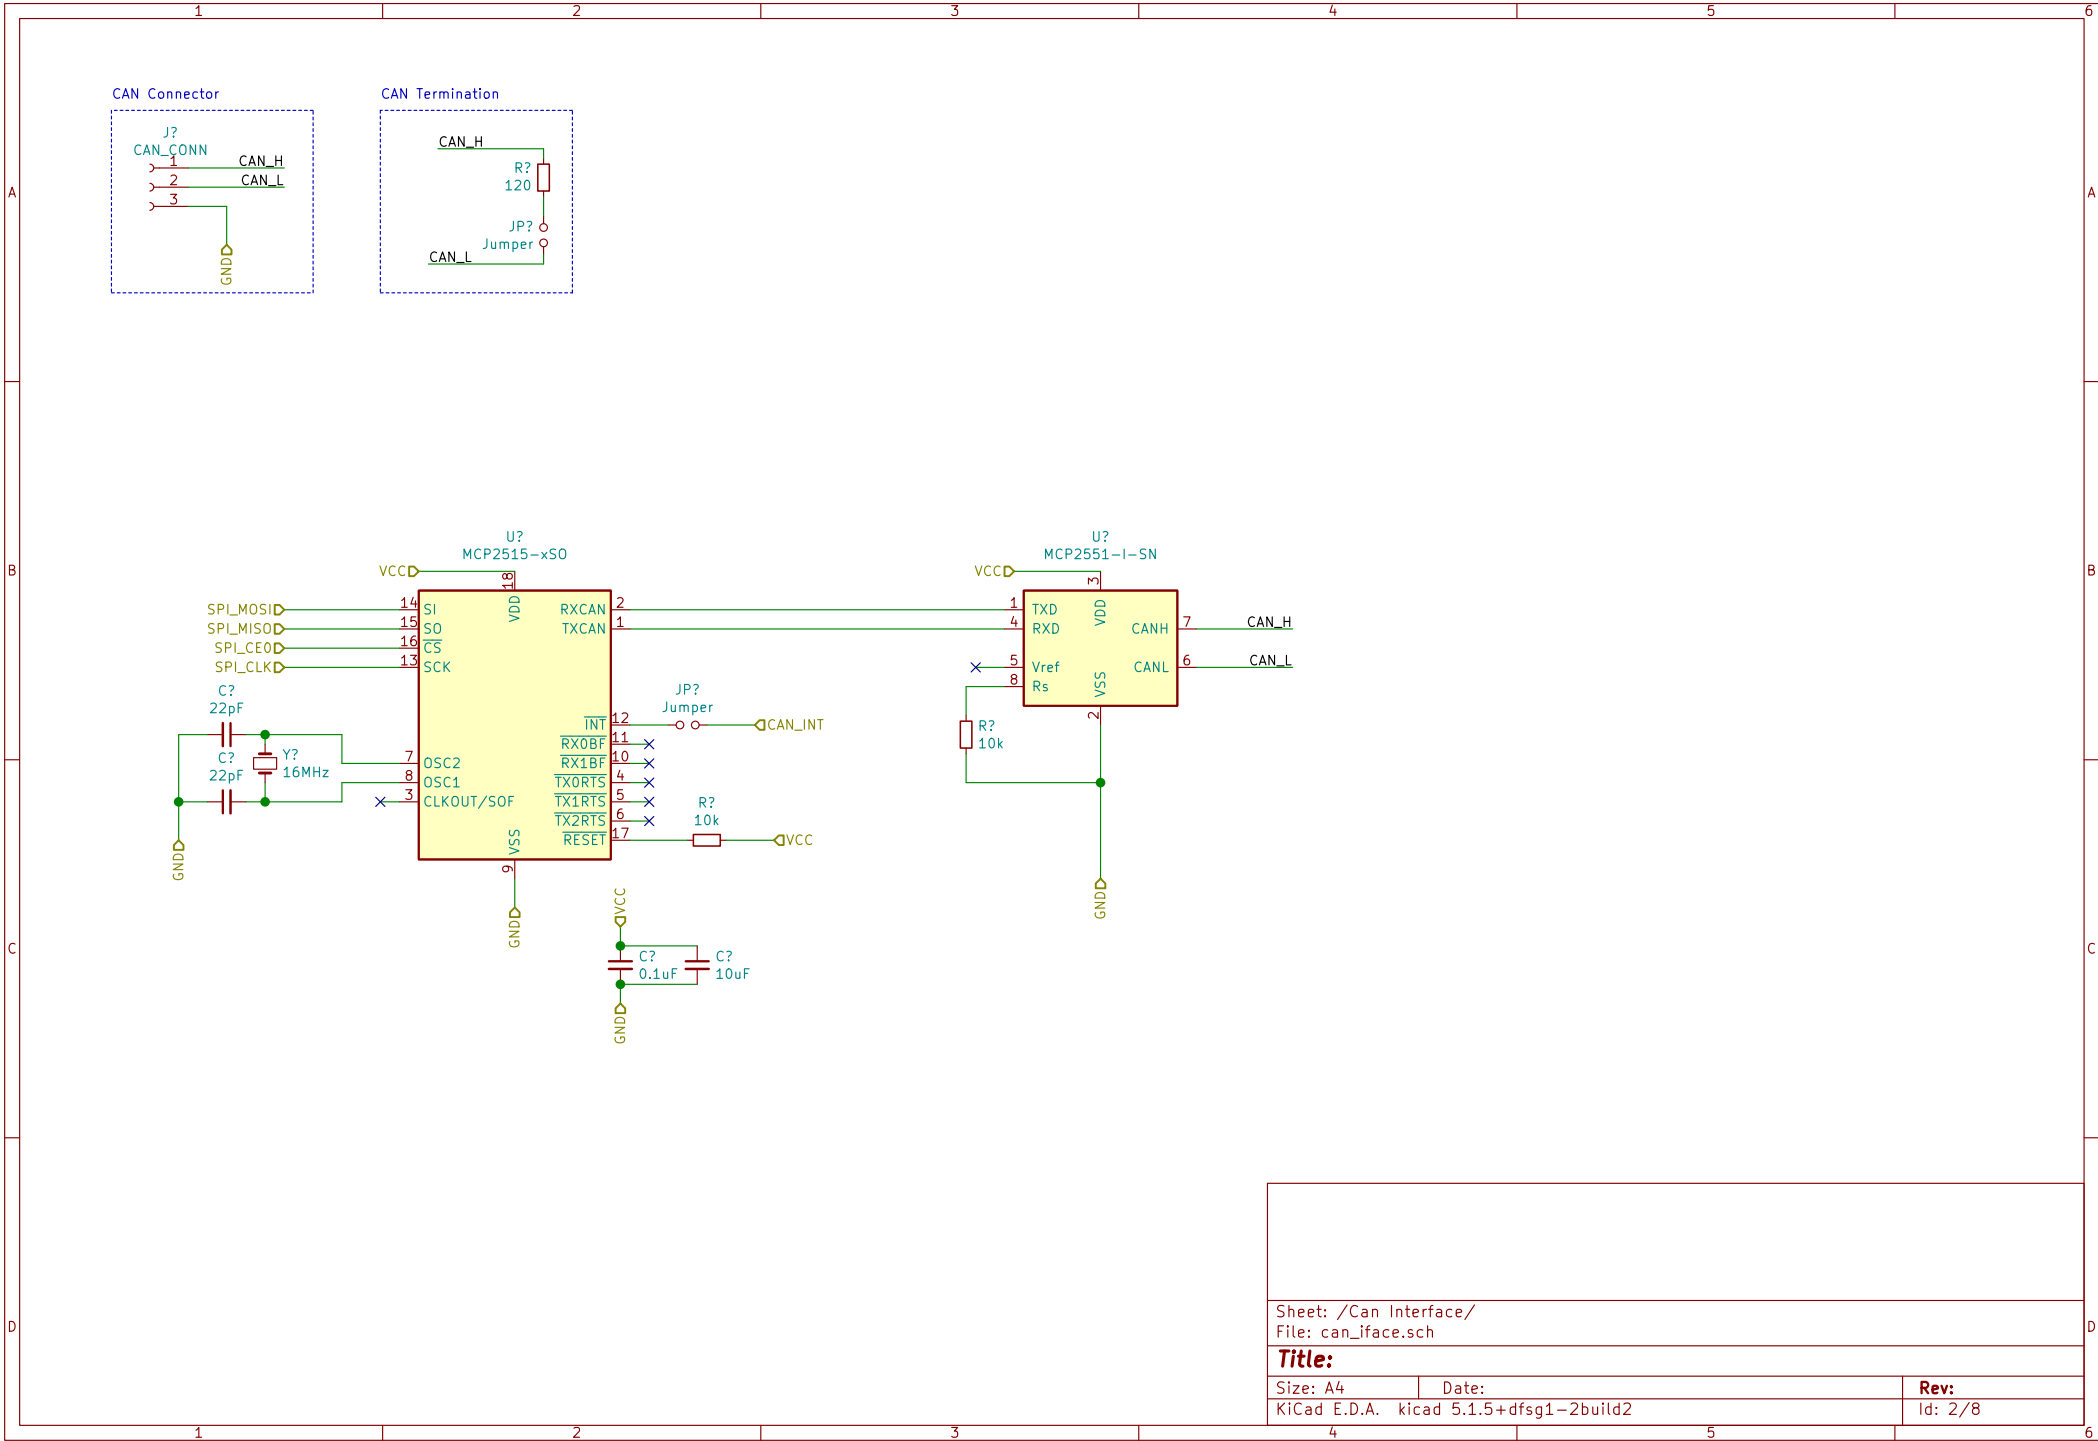 1 2 3 4 5 6
CAN Connector
J?
CAN_CONN
1 CAN_H
2 CAN_L
3
GND
CAN Termination
CAN_H
R?
120
JP?
Jumper
CAN_L
A A
B B
U?
MCP2515-xSO
VCC
18 VDD
SPI_MOSI 14 SI
SPI_MISO 15 SO
SPI_CE0 16 CS
SPI_CLK 13 SCK
RXCAN 2
TXCAN 1
C?
22pF
C?
22pF
Y?
16MHz
7 OSC2
8 OSC1
3 CLKOUT/SOF
GND
INT 12
JP?
Jumper
CAN_INT
RX0BF 11
RX1BF 10
TX0RTS 4
TX1RTS 5
TX2RTS 6
RESET 17
R?
10k
VCC
VSS 9
GND
VCC
C?
0.1uF
C?
10uF
GND
U?
MCP2551-I-SN
VCC
3 VDD
1 TXD
4 RXD
5 Vref
8 Rs
CANH 7 CAN_H
CANL 6 CAN_L
VSS 2
R?
10k
GND
C C
D D
Sheet: /Can Interface/
File: can_iface.sch
Title:
Size: A4 Date: Rev:
KiCad E.D.A. kicad 5.1.5+dfsg1-2build2 Id: 2/8
1 2 3 4 5 6